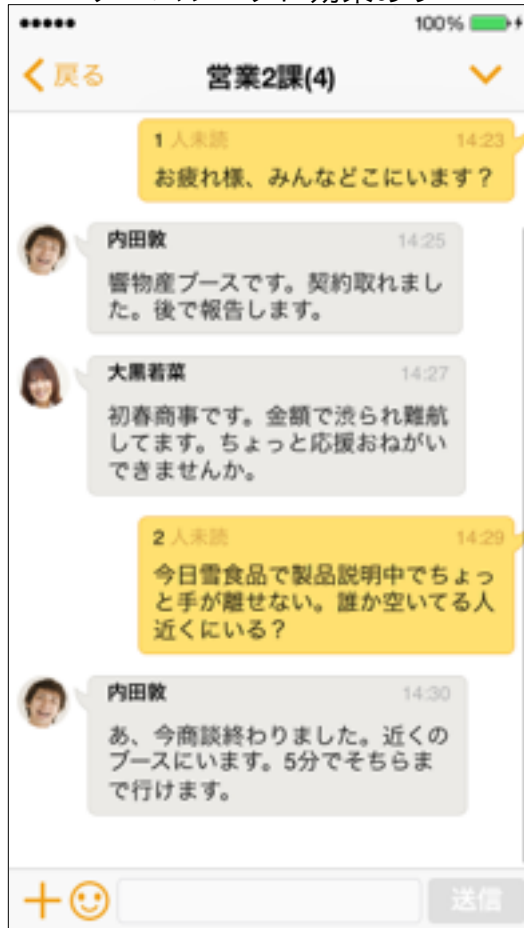 100%
戻る
営業2課(4)
1 人未読 14:23
お疲れ様、みんなどこにいます？
内田敦 14:25
響物産ブースです。契約取れまし
た。後で報告します。
大黒若菜 14:27
初春商事です。金額で渋られ難航
してます。ちょっと応援おねがい
できませんか。
2 人未読 14:29
今日雪食品で製品説明中でちょっ
と手が離せない。誰か空いてる人
近くにいる？
内田敦 14:30
あ、今商談終わりました。近くの
ブースにいます。5分でそちらま
で行けます。
送信